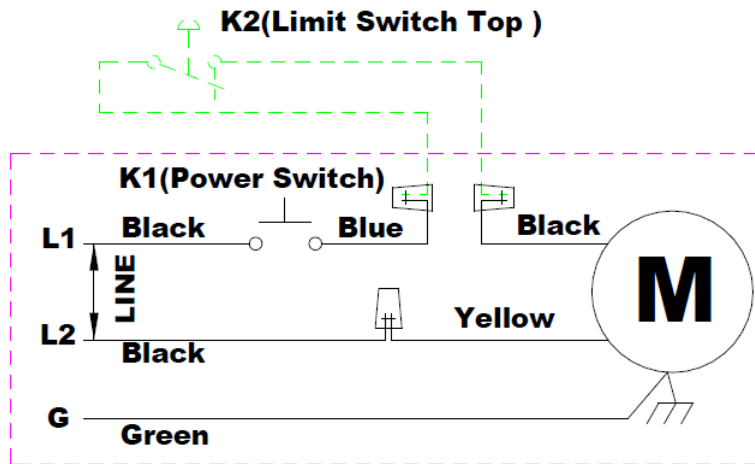 K2(Limit Switch Top )
K1(Power Switch)
L1 Black Blue Black
LINE
M
L2 Black Yellow
G Green